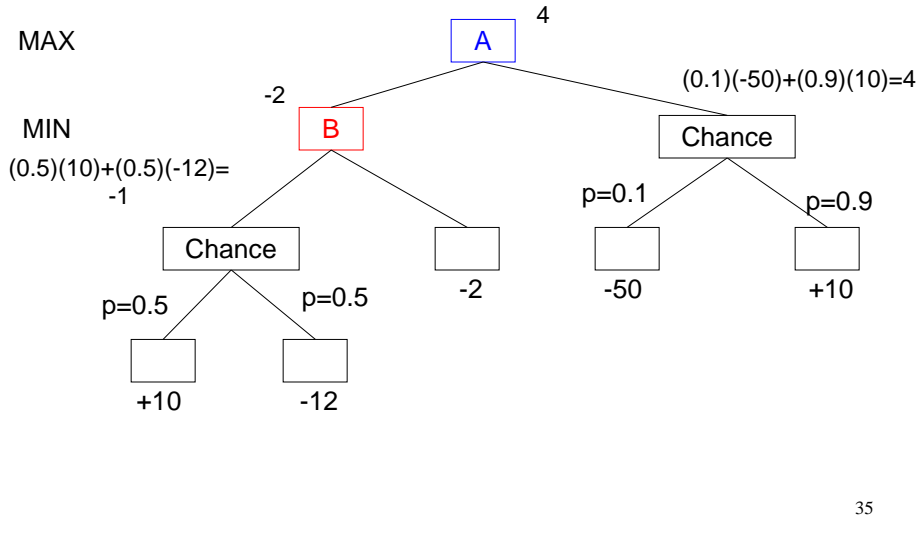 4
MAX
A
(0.1)(-50)+(0.9)(10)=4
-2
MIN
B
Chance
(0.5)(10)+(0.5)(-12)=
-1
p=0.1
p=0.9
Chance
-2
-50
+10
p=0.5
p=0.5
+10
-12
35